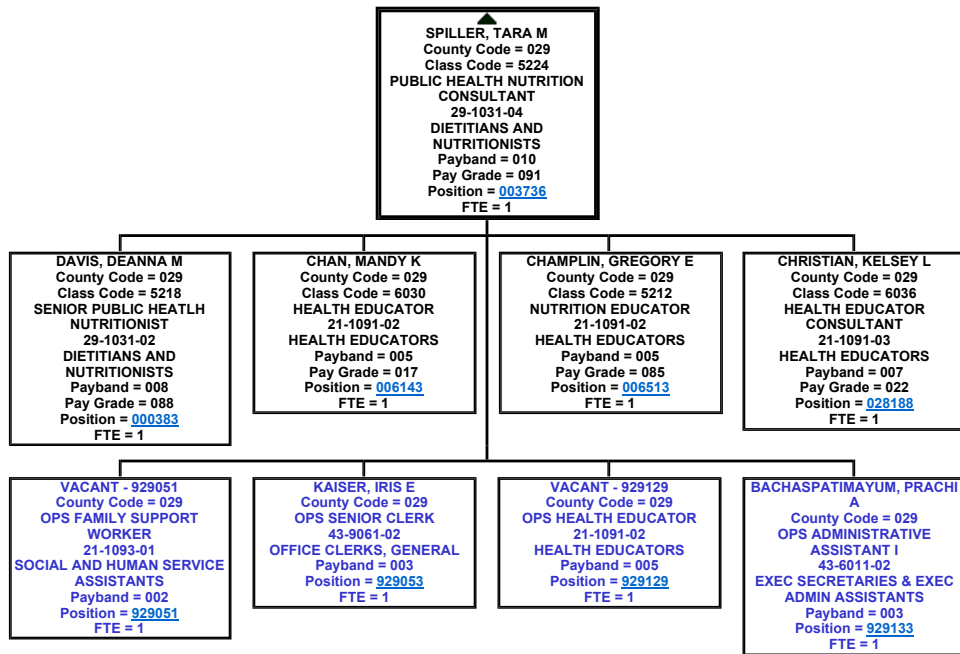 SPILLER, TARA M
County Code = 029
Class Code = 5224
PUBLIC HEALTH NUTRITION
CONSULTANT
29-1031-04
DIETITIANS AND
NUTRITIONISTS
Payband = 010
Pay Grade = 091
Position = 003736
FTE = 1
DAVIS, DEANNA M
County Code = 029
Class Code = 5218
SENIOR PUBLIC HEATLH
NUTRITIONIST
29-1031-02
DIETITIANS AND
NUTRITIONISTS
Payband = 008
Pay Grade = 088
Position = 000383
FTE = 1
CHAN, MANDY K
County Code = 029
Class Code = 6030
HEALTH EDUCATOR
21-1091-02
HEALTH EDUCATORS
Payband = 005
Pay Grade = 017
Position = 006143
FTE = 1
CHAMPLIN, GREGORY E
County Code = 029
Class Code = 5212
NUTRITION EDUCATOR
21-1091-02
HEALTH EDUCATORS
Payband = 005
Pay Grade = 085
Position = 006513
FTE = 1
CHRISTIAN, KELSEY L
County Code = 029
Class Code = 6036
HEALTH EDUCATOR
CONSULTANT
21-1091-03
HEALTH EDUCATORS
Payband = 007
Pay Grade = 022
Position = 028188
FTE = 1
VACANT - 929051
County Code = 029
OPS FAMILY SUPPORT
WORKER
21-1093-01
SOCIAL AND HUMAN SERVICE
ASSISTANTS
Payband = 002
Position = 929051
FTE = 1
KAISER, IRIS E
County Code = 029
OPS SENIOR CLERK
43-9061-02
OFFICE CLERKS, GENERAL
Payband = 003
Position = 929053
FTE = 1
VACANT - 929129
County Code = 029
OPS HEALTH EDUCATOR
21-1091-02
HEALTH EDUCATORS
Payband = 005
Position = 929129
FTE = 1
BACHASPATIMAYUM, PRACHI
A
County Code = 029
OPS ADMINISTRATIVE
ASSISTANT I
43-6011-02
EXEC SECRETARIES & EXEC
ADMIN ASSISTANTS
Payband = 003
Position = 929133
FTE = 1